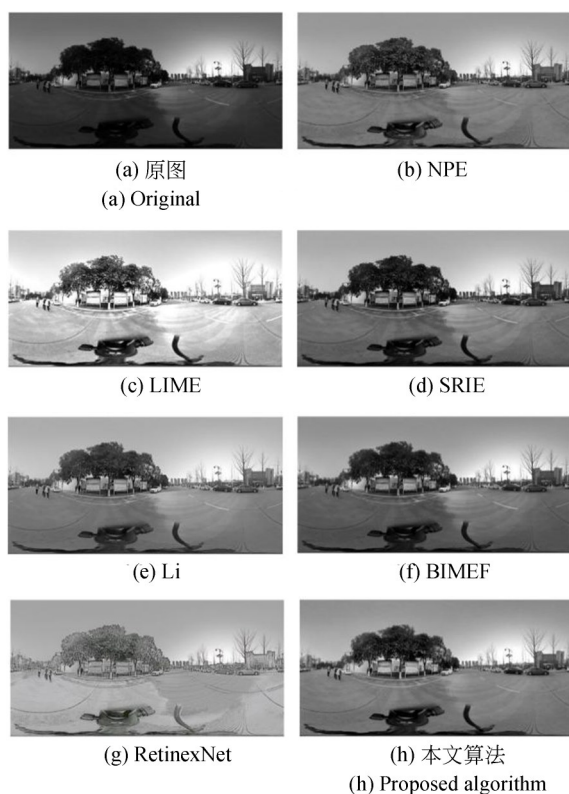 (a) 原图
(a) Original
(b) NPE
(c) LIME
(d) SRIE
(e) Li
(f) BIMEF
(g) RetinexNet
(h) 本文算法
(h) Proposed algorithm